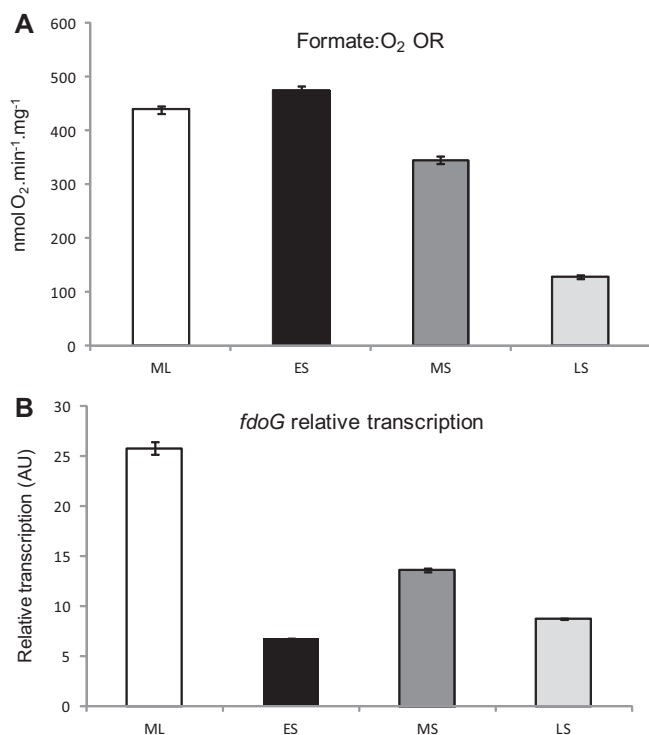 A
Formate:O₂ OR
nmol O₂.min⁻¹.mg⁻¹
600
500
400
300
200
100
0
ML ES MS LS
B
fdoG relative transcription
Relative transcription (AU)
30
25
20
15
10
5
0
ML ES MS LS